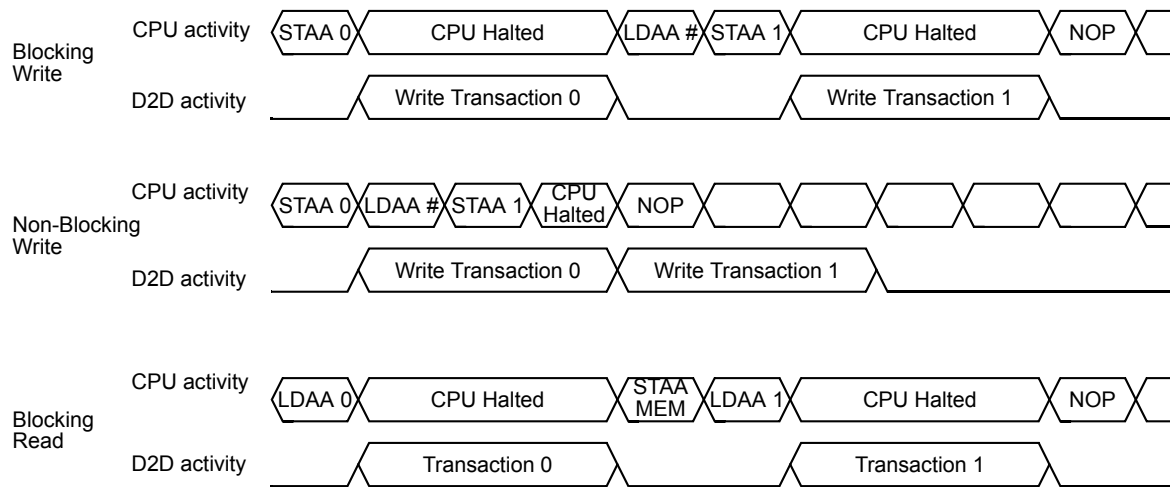 Blocking
Write
CPU activity
STAA 0
CPU Halted
LDAA #
STAA 1
CPU Halted
NOP
D2D activity
Write Transaction 0
Write Transaction 1
Non-Blocking
Write
CPU activity
STAA 0
LDAA #
STAA 1
CPU
Halted
NOP
D2D activity
Write Transaction 0
Write Transaction 1
Blocking
Read
CPU activity
LDAA 0
CPU Halted
STAA
MEM
LDAA 1
CPU Halted
NOP
D2D activity
Transaction 0
Transaction 1